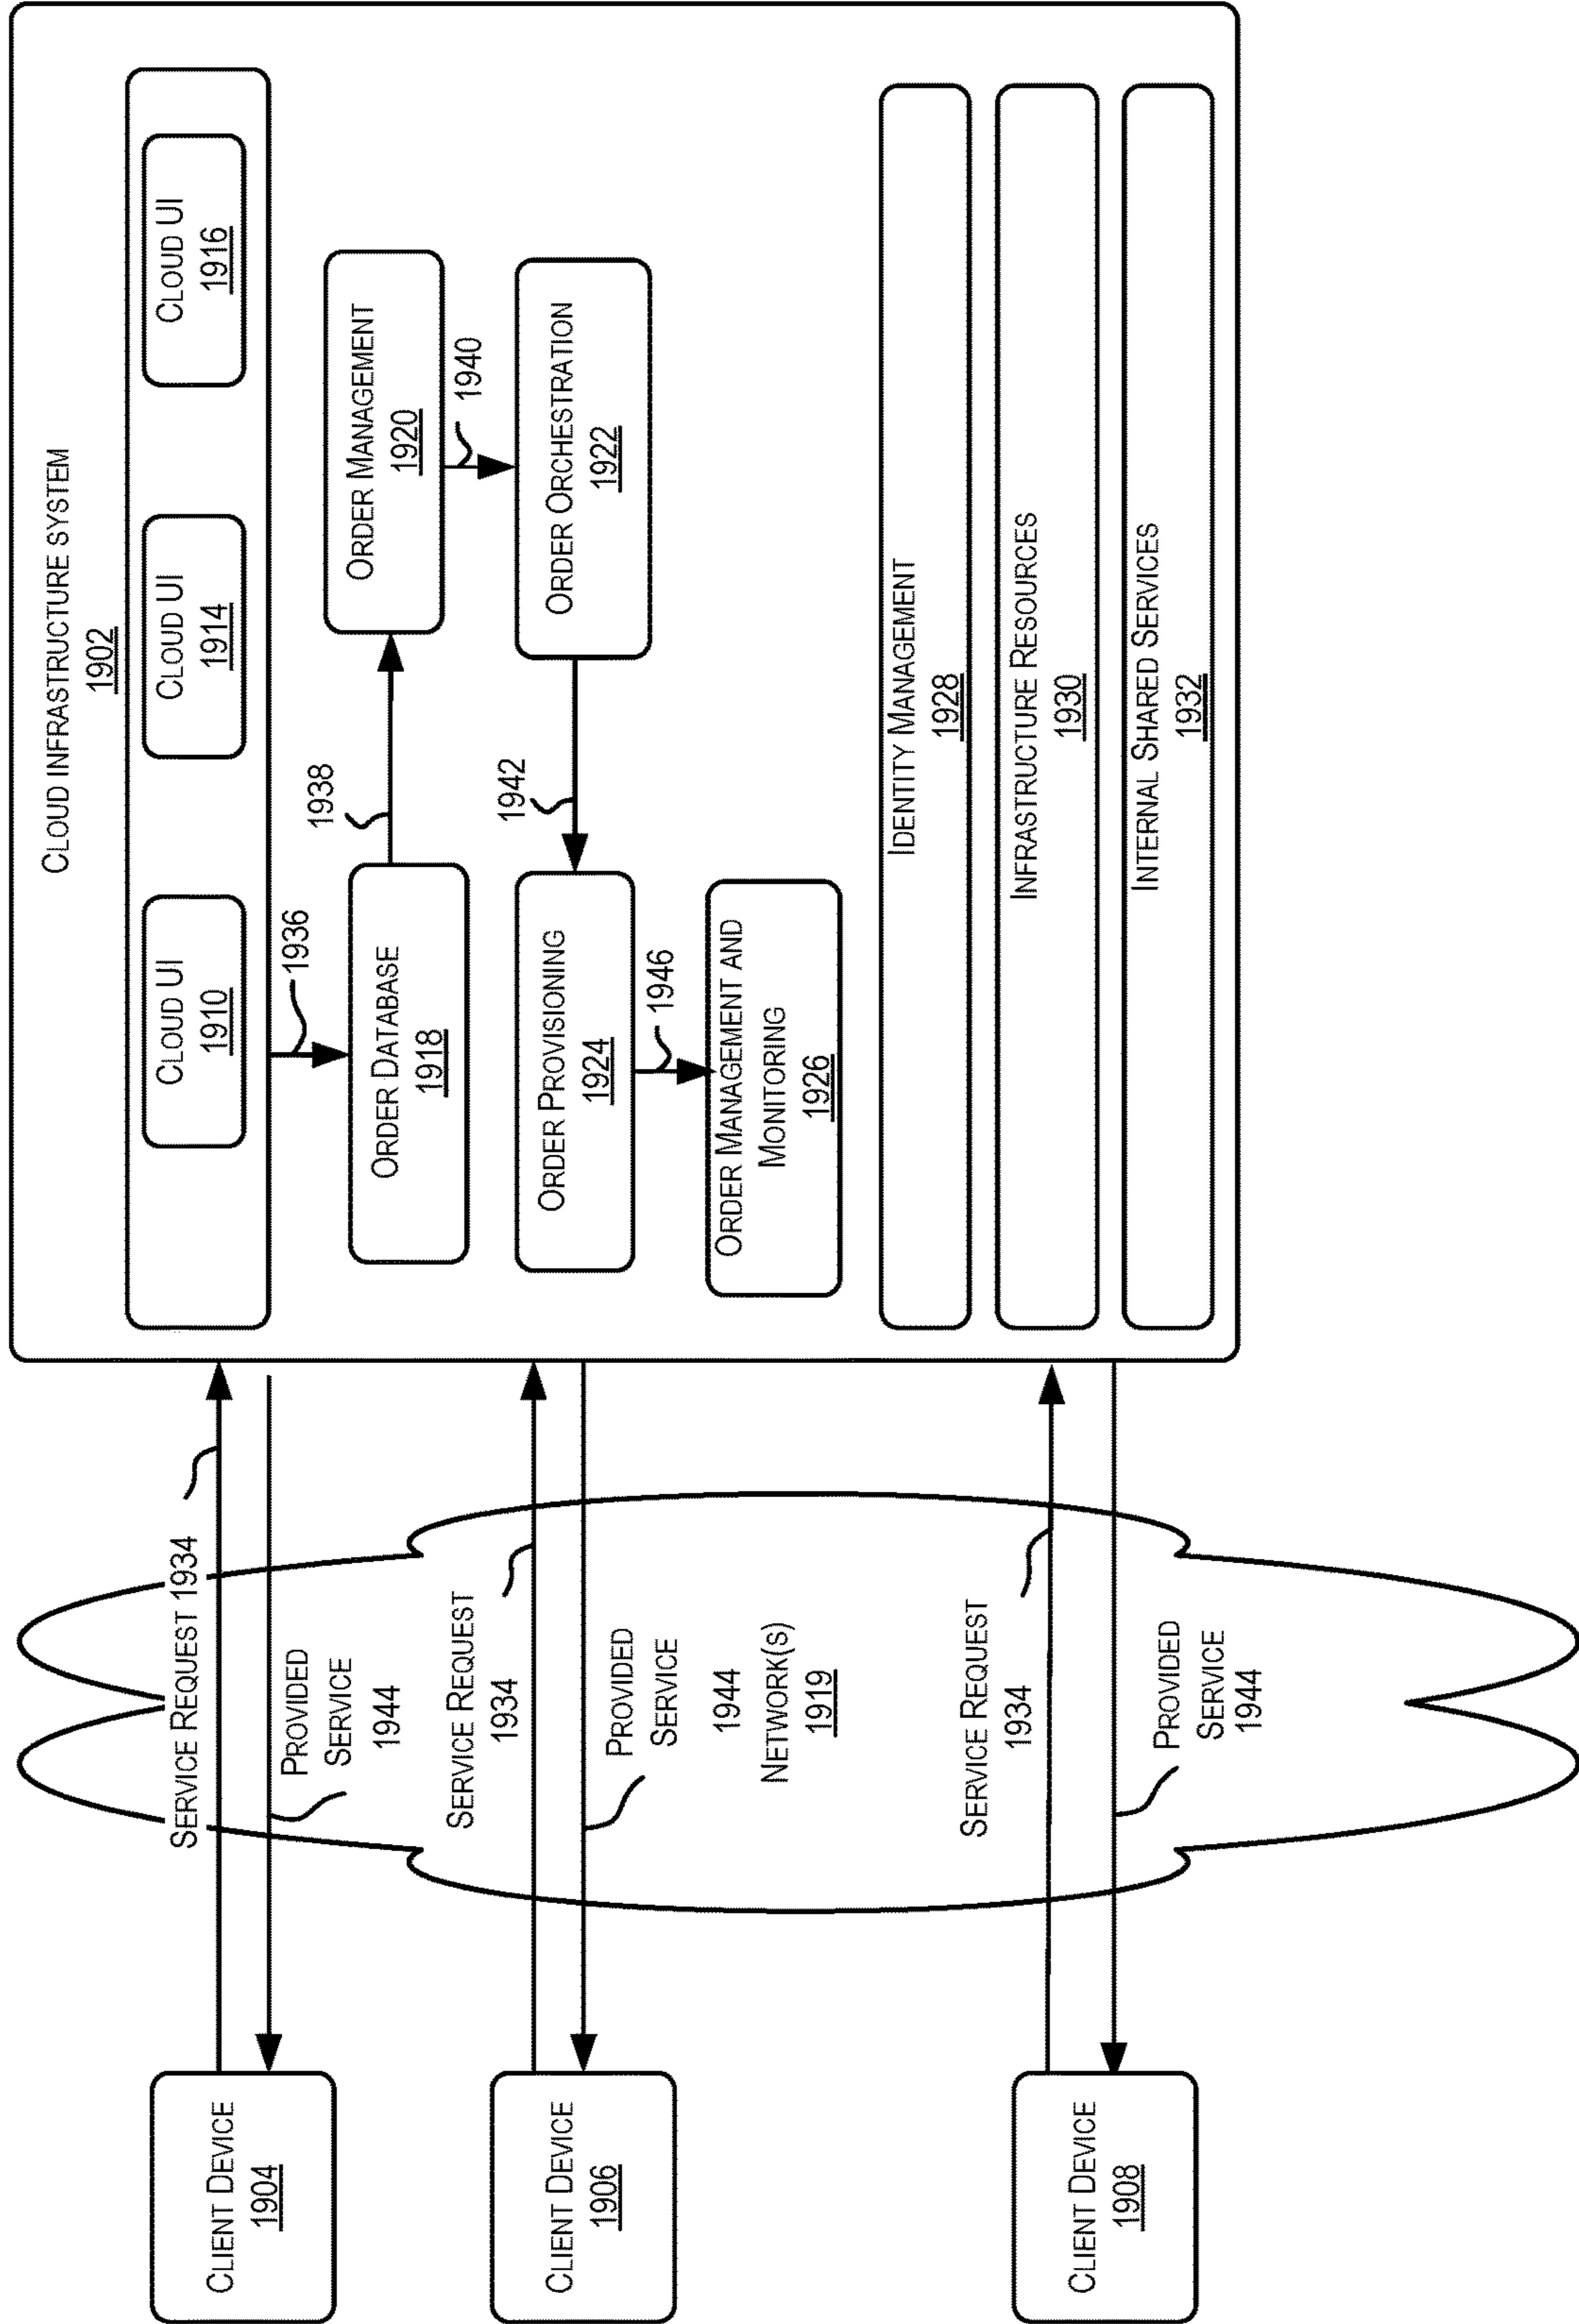 CLOUD INFRASTRUCTURE SYSTEM
1902
CLOUD UI
1910
CLOUD UI
1914
CLOUD UI
1916
1936
ORDER DATABASE
1918
1938
ORDER MANAGEMENT
1920
1940
ORDER ORCHESTRATION
1922
1942
ORDER PROVISIONING
1924
1946
ORDER MANAGEMENT AND
MONITORING
1926
IDENTITY MANAGEMENT
1928
INFRASTRUCTURE RESOURCES
1930
INTERNAL SHARED SERVICES
1932
CLIENT DEVICE
1904
SERVICE REQUEST 1934
PROVIDED
SERVICE
1944
CLIENT DEVICE
1906
SERVICE REQUEST
1934
PROVIDED
SERVICE
1944
NETWORK(S)
1919
CLIENT DEVICE
1908
SERVICE REQUEST
1934
PROVIDED
SERVICE
1944